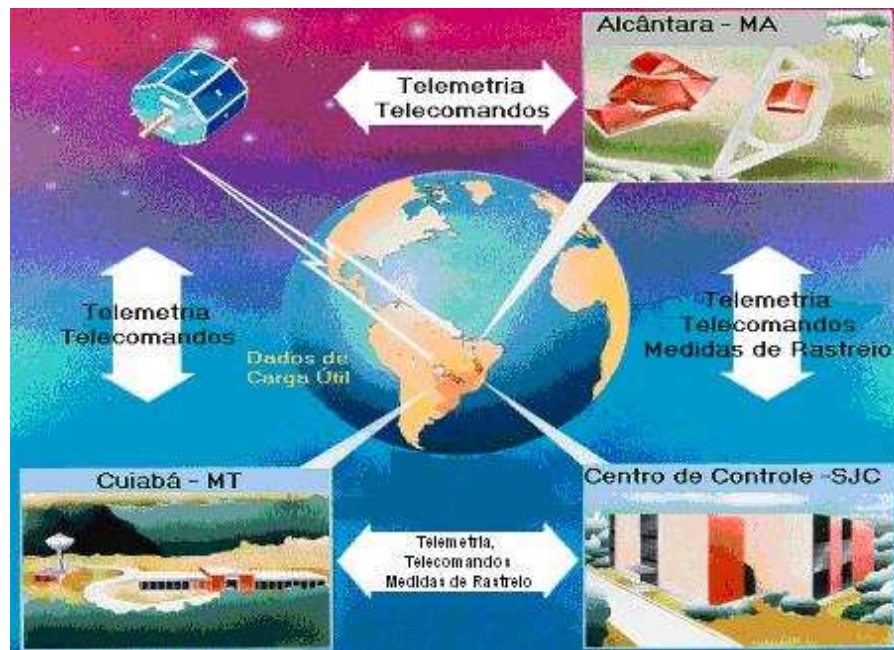 Alcântara - MA
Telemetria
Telecomandos
Telemetria
Telecomandos
Telemetria
Telecomandos
Medidas de Rastreio
Dados de
Carga Útil
Cuiabá - MT
Centro de Controle -SJC
Telemetria,
Telecomandos
Medidas de Rastreio